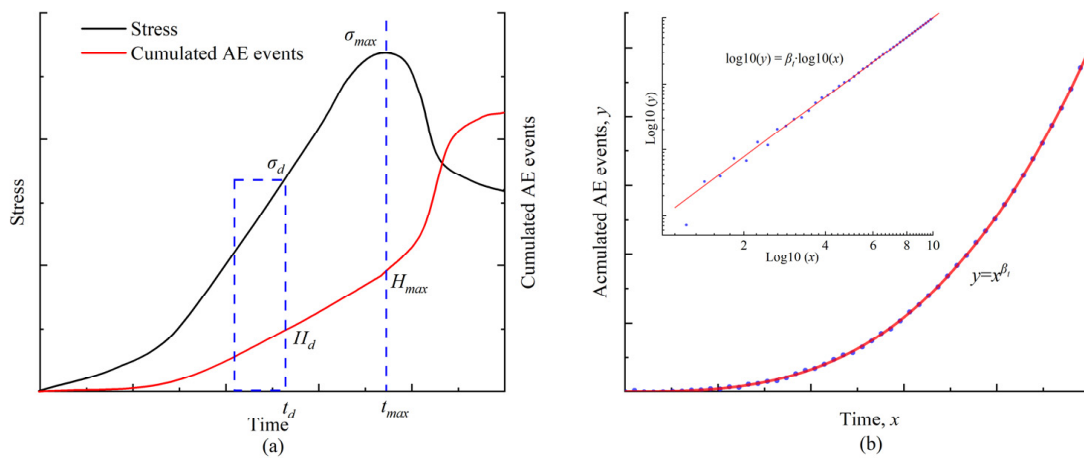 Stress
Cumulated AE events
σmax
σd
Hmax
Hd
Stress
Cumulated AE events
td
tmax
Time
(a)
log10(y) = βt·log10(x)
Log10 (y)
2
4
6
8
10
Log10 (x)
y=x^βt
Acmulated AE events, y
Time, x
(b)